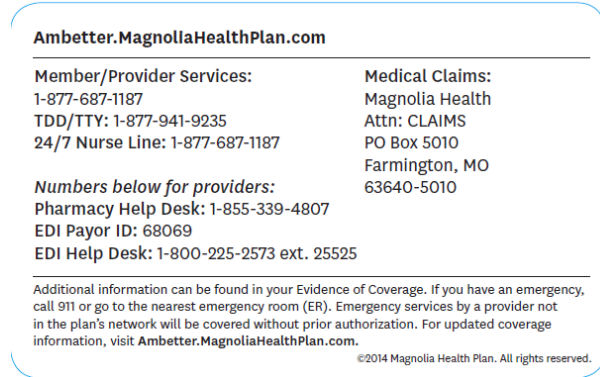 Ambetter.MagnoliaHealthPlan.com
Member/Provider Services:
1-877-687-1187
TDD/TTY: 1-877-941-9235
24/7 Nurse Line: 1-877-687-1187
Numbers below for providers:
Pharmacy Help Desk: 1-855-339-4807
EDI Payor ID: 68069
EDI Help Desk: 1-800-225-2573 ext. 25525
Medical Claims:
Magnolia Health
Attn: CLAIMS
PO Box 5010
Farmington, MO
63640-5010
Additional information can be found in your Evidence of Coverage. If you have an emergency,
call 911 or go to the nearest emergency room (ER). Emergency services by a provider not
in the plan's network will be covered without prior authorization. For updated coverage
information, visit Ambetter.MagnoliaHealthPlan.com.
©2014 Magnolia Health Plan. All rights reserved.